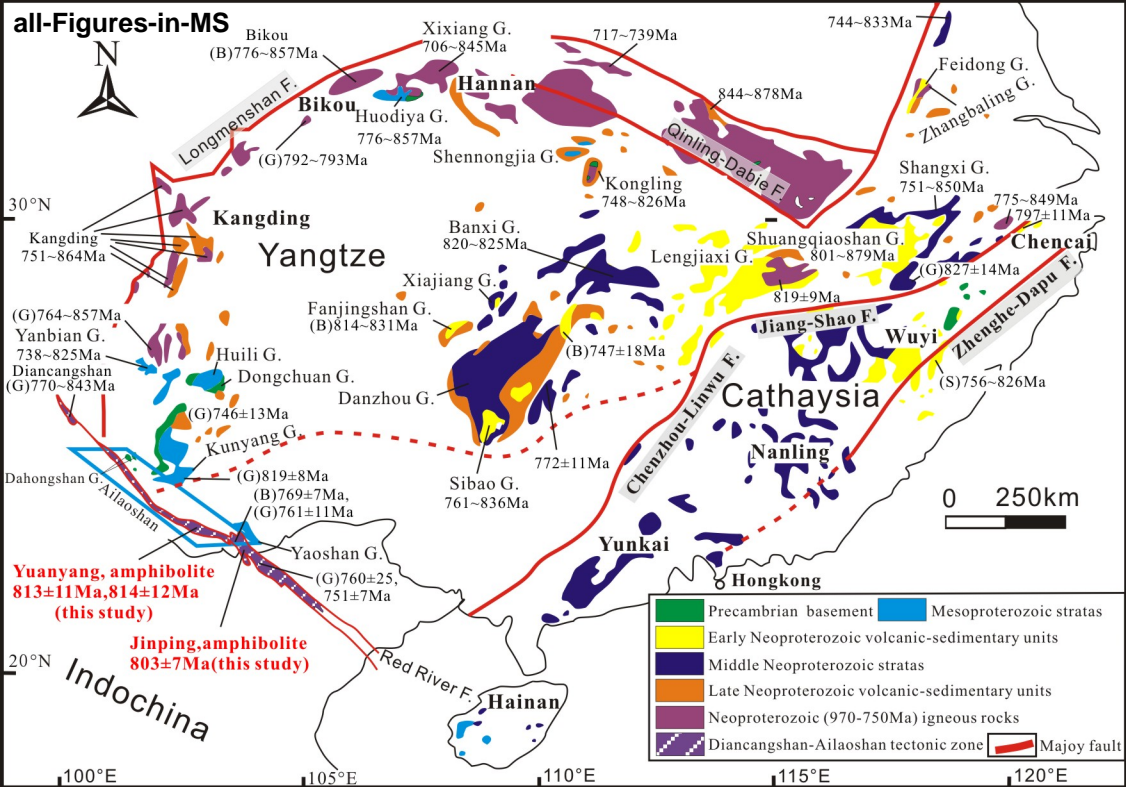 all-Figures-in-MS
N
Bikou
(B)776~857Ma
Xixiang G.
706~845Ma
717~739Ma
744~833Ma
Longmenshan F.
Bikou
Hannan
Huodiya G.
776~857Ma
(G)792~793Ma
844~878Ma
Feidong G.
Zhangbaling G.
Shennongjia G.
Kongling
748~826Ma
Qinling-Dabie F.
Shangxi G.
751~850Ma
775~849Ma
797±11Ma
Chencai
30°N
Kangding
Kangding
751~864Ma
Yangtze
Banxi G.
820~825Ma
Lengjiaxi G.
Shuangqiaoshan G.
801~879Ma
(G)827±14Ma
819±9Ma
Xiajiang G.
Fanjingshan G.
(B)814~831Ma
(G)764~857Ma
Yanbian G.
738~825Ma
Diancangshan
(G)770~843Ma
Huili G.
Dongchuan G.
(G)746±13Ma
Kunyang G.
Danzhou G.
(B)747±18Ma
Jiang-Shao F.
Wuyi
Zhenghe-Dapu F.
(S)756~826Ma
Cathaysia
Chenzhou-Linwu F.
Nanling
772±11Ma
Sibao G.
761~836Ma
Dahongshan G.
Ailaoshan
(G)819±8Ma
(B)769±7Ma,
(G)761±11Ma
Yaoshan G.
(G)760±25,
751±7Ma
Yuanyang, amphibolite
813±11Ma,814±12Ma
(this study)
Jinping,amphibolite
803±7Ma(this study)
Yunkai
Hongkong
0 250km
20°N
Indochina
Red River F.
Hainan
Precambrian basement
Mesoproterozoic stratas
Early Neoproterozoic volcanic-sedimentary units
Middle Neoproterozoic stratas
Late Neoproterozoic volcanic-sedimentary units
Neoproterozoic (970-750Ma) igneous rocks
Diancangshan-Ailaoshan tectonic zone
Majoy fault
100°E
105°E
110°E
115°E
120°E